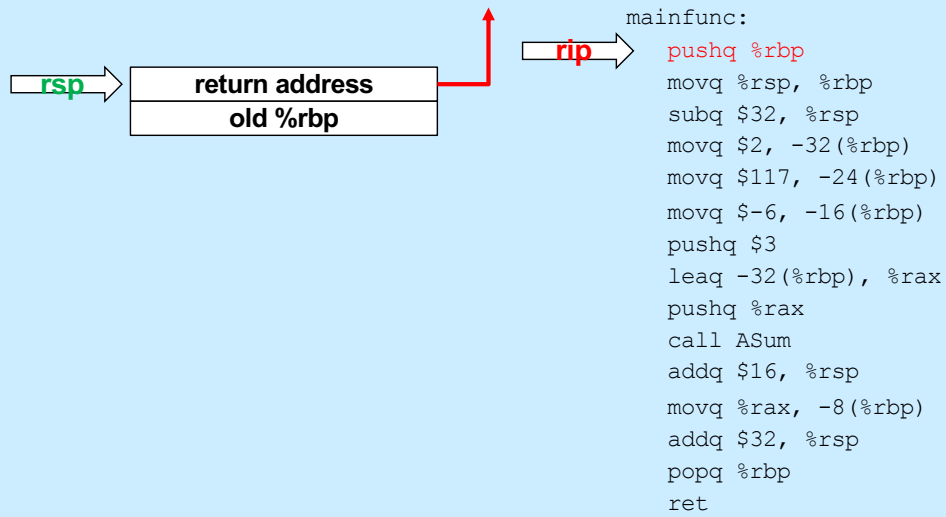 mainfunc:
rip
pushq %rbp
rsp
return address
movq %rsp, %rbp
old %rbp
subq $32, %rsp
movq $2, -32(%rbp)
movq $117, -24(%rbp)
movq $-6, -16(%rbp)
pushq $3
leaq -32(%rbp), %rax
pushq %rax
call ASum
addq $16, %rsp
movq %rax, -8(%rbp)
addq $32, %rsp
popq %rbp
ret